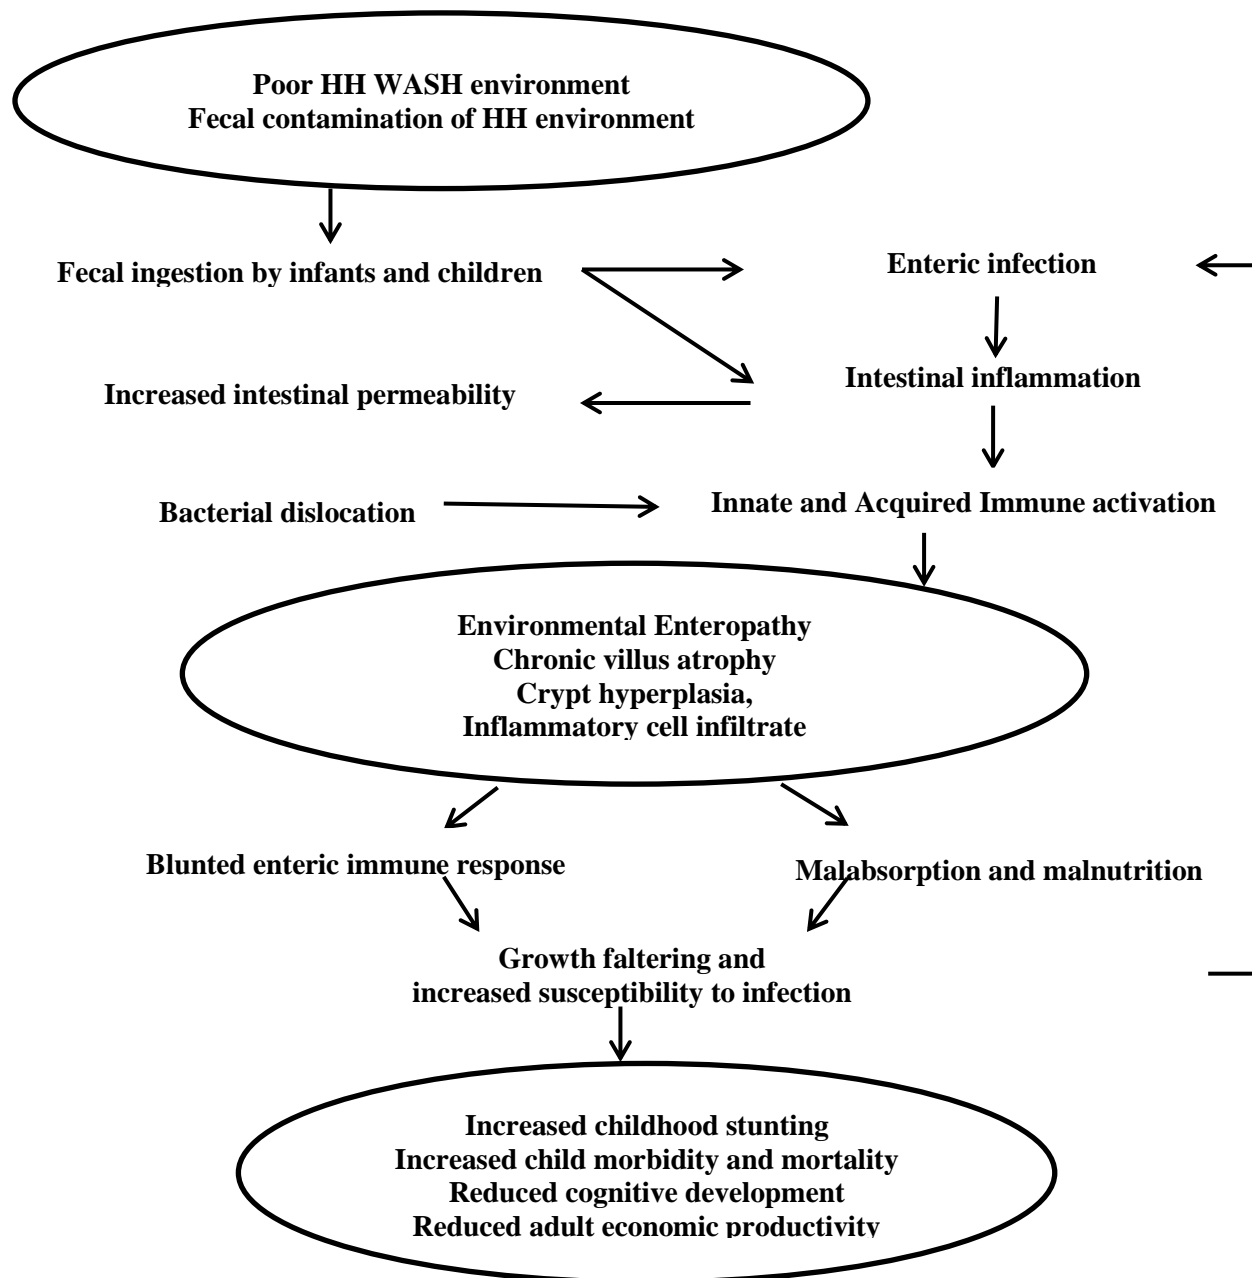 Poor HH WASH environment
Fecal contamination of HH environment
Fecal ingestion by infants and children
Enteric infection
Increased intestinal permeability
Intestinal inflammation
Bacterial dislocation
Innate and Acquired Immune activation
Environmental Enteropathy
Chronic villus atrophy
Crypt hyperplasia,
Inflammatory cell infiltrate
Blunted enteric immune response
Malabsorption and malnutrition
Growth faltering and
increased susceptibility to infection
Increased childhood stunting
Increased child morbidity and mortality
Reduced cognitive development
Reduced adult economic productivity